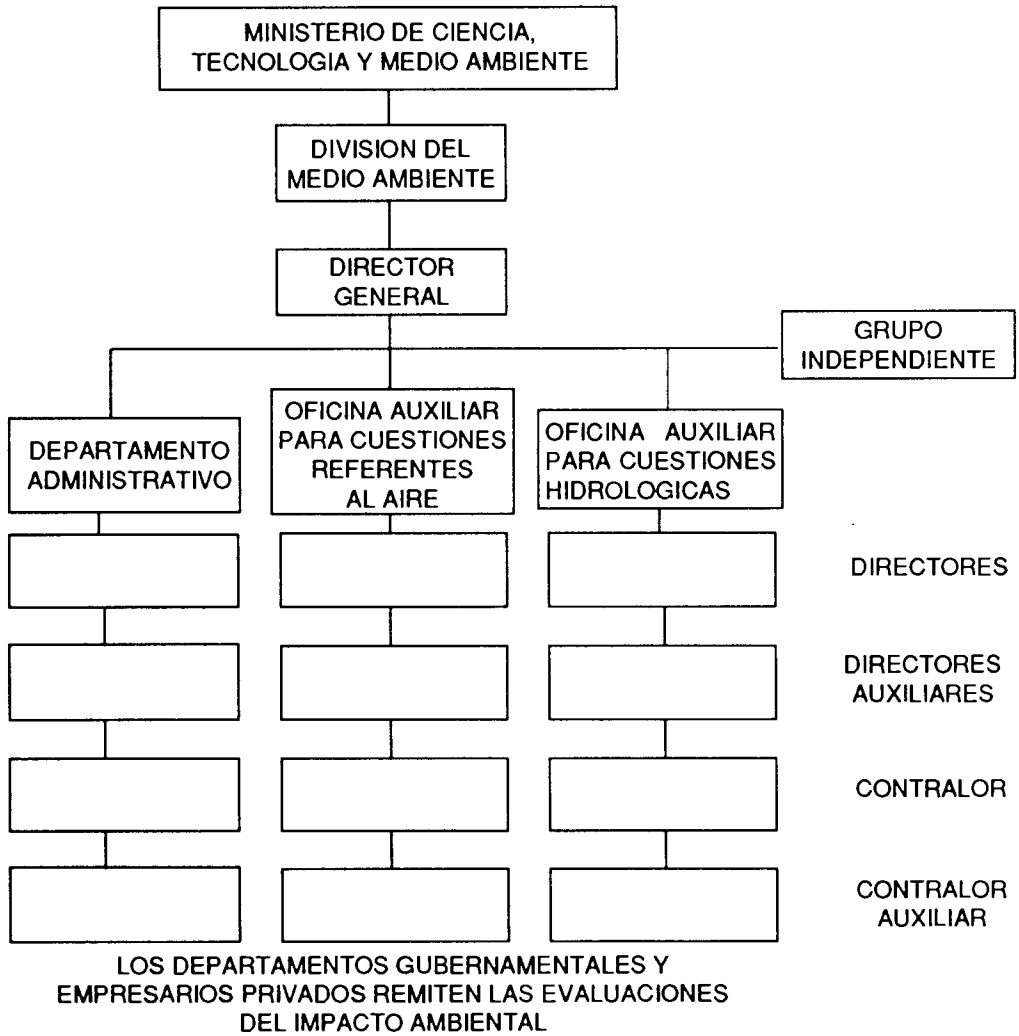 MINISTERIO DE CIENCIA,
TECNOLOGIA Y MEDIO AMBIENTE
DIVISION DEL
MEDIO AMBIENTE
DIRECTOR
GENERAL
GRUPO
INDEPENDIENTE
DEPARTAMENTO
ADMINISTRATIVO
OFICINA AUXILIAR
PARA CUESTIONES
REFERENTES
AL AIRE
OFICINA AUXILIAR
PARA CUESTIONES
HIDROLOGICAS
DIRECTORES
DIRECTORES
AUXILIARES
CONTRALOR
CONTRALOR
AUXILIAR
LOS DEPARTAMENTOS GUBERNAMENTALES Y
EMPRESARIOS PRIVADOS REMITEN LAS EVALUACIONES
DEL IMPACTO AMBIENTAL